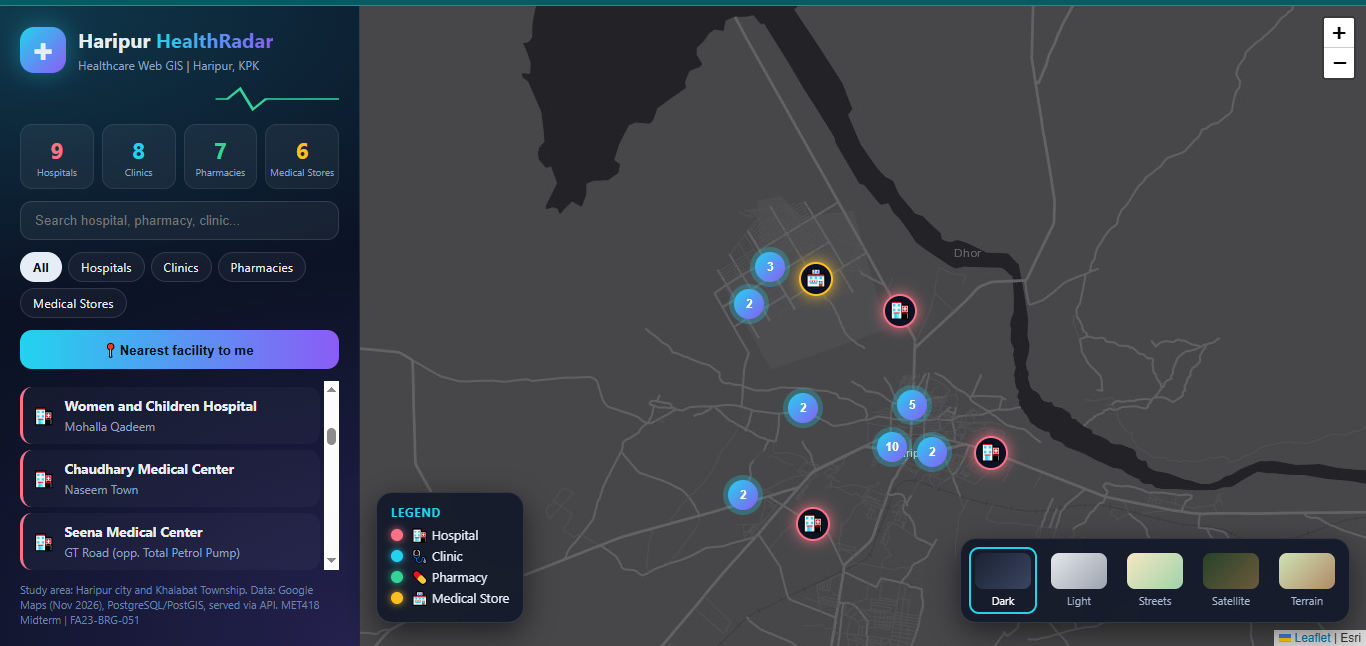 Haripur HealthRadar
Healthcare Web GIS | Haripur, KPK
9
Hospitals
8
Clinics
7
Pharmacies
6
Medical Stores
Search hospital, pharmacy, clinic...
All
Hospitals
Clinics
Pharmacies
Medical Stores
Nearest facility to me
Women and Children Hospital
Mohalla Qadeem
Chaudhary Medical Center
Naseem Town
Seena Medical Center
GT Road (opp. Total Petrol Pump)
Study area: Haripur city and Khalabat Township. Data: Google
Maps (Nov 2026), PostgreSQL/PostGIS, served via API. MET418
Midterm | FA23-BRG-051
+
−
Dhor
3
2
2
5
10
2
2
LEGEND
Hospital
Clinic
Pharmacy
Medical Store
Dark
Light
Streets
Satellite
Terrain
Leaflet | Esri